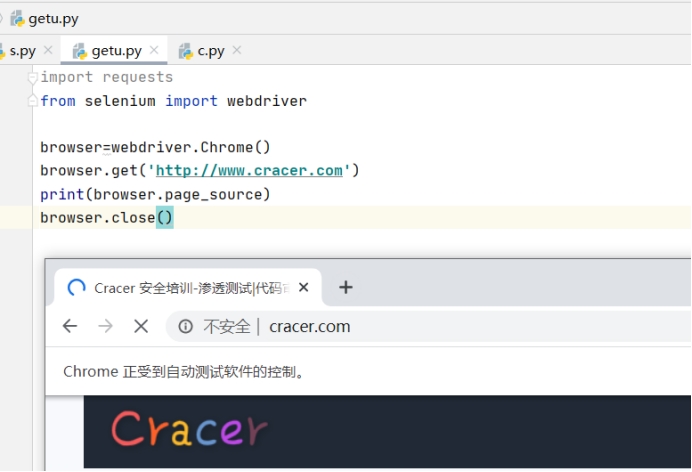 getu.py
s.py getu.py c.py
import requests
from selenium import webdriver
browser=webdriver.Chrome()
browser.get('http://www.cracer.com')
print(browser.page_source)
browser.close()
Cracer 安全培训-渗透测试|代码
不安全 | cracer.com
Chrome 正受到自动测试软件的控制。
Cracer